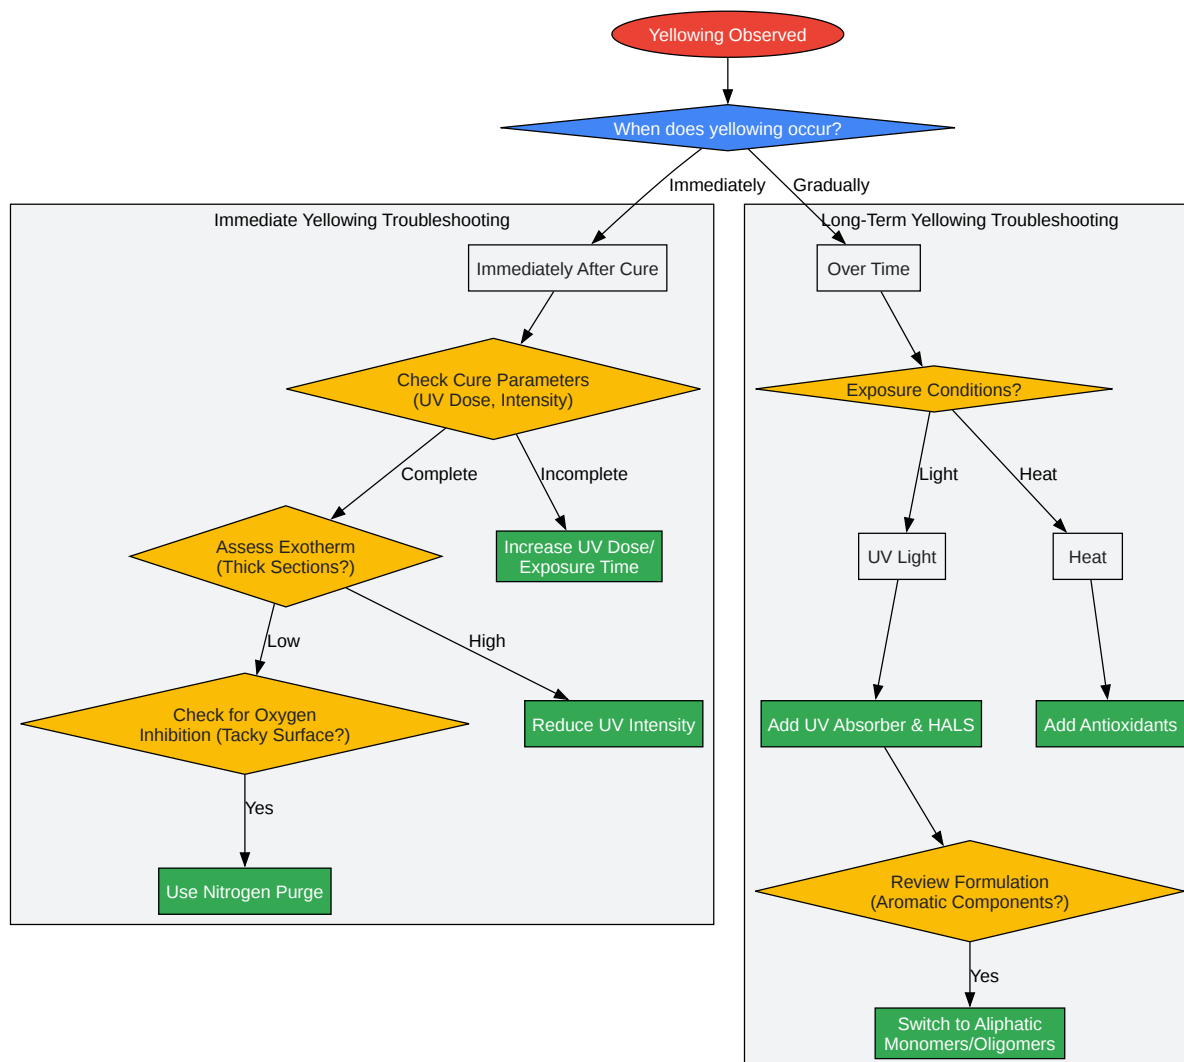 Yellowing Observed
When does yellowing occur?
Immediately
Gradually
Immediate Yellowing Troubleshooting
Immediately After Cure
Check Cure Parameters
(UV Dose, Intensity)
Complete
Incomplete
Assess Exotherm
(Thick Sections?)
Increase UV Dose/
Exposure Time
Low
High
Check for Oxygen
Inhibition (Tacky Surface?)
Reduce UV Intensity
Yes
Use Nitrogen Purge
Long-Term Yellowing Troubleshooting
Over Time
Exposure Conditions?
Light
Heat
UV Light
Heat
Add UV Absorber & HALS
Add Antioxidants
Review Formulation
(Aromatic Components?)
Yes
Switch to Aliphatic
Monomers/Oligomers